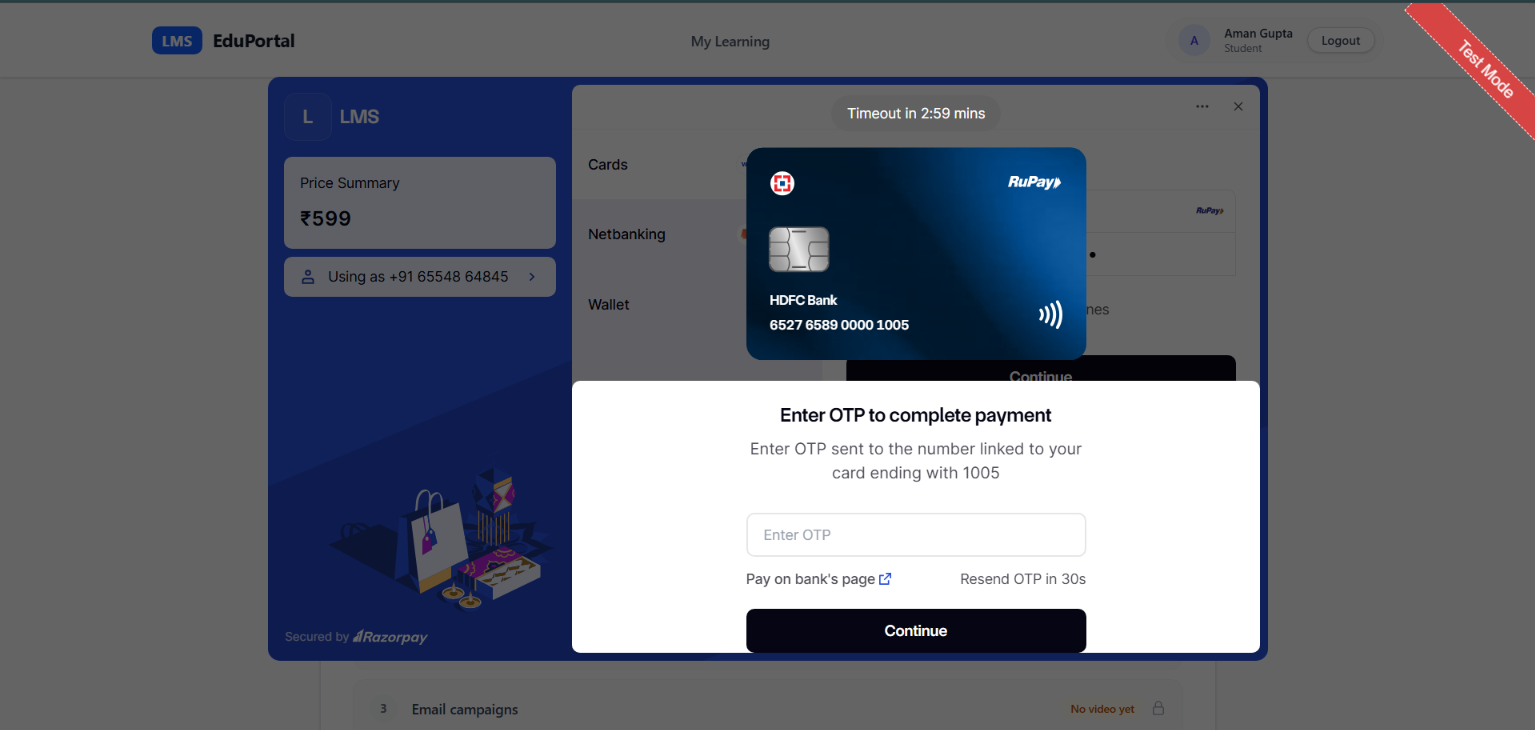 LMS EduPortal
My Learning
A
Aman Gupta
Student
Logout
Test Mode
L LMS
Price Summary
₹599
Using as +91 65548 64845
Secured by Razorpay
Timeout in 2:59 mins
Cards
Netbanking
Wallet
RuPay
RuPay
HDFC Bank
6527 6589 0000 1005
Continue
Enter OTP to complete payment
Enter OTP sent to the number linked to your
card ending with 1005
Enter OTP
Pay on bank's page
Resend OTP in 30s
Continue
3 Email campaigns
No video yet